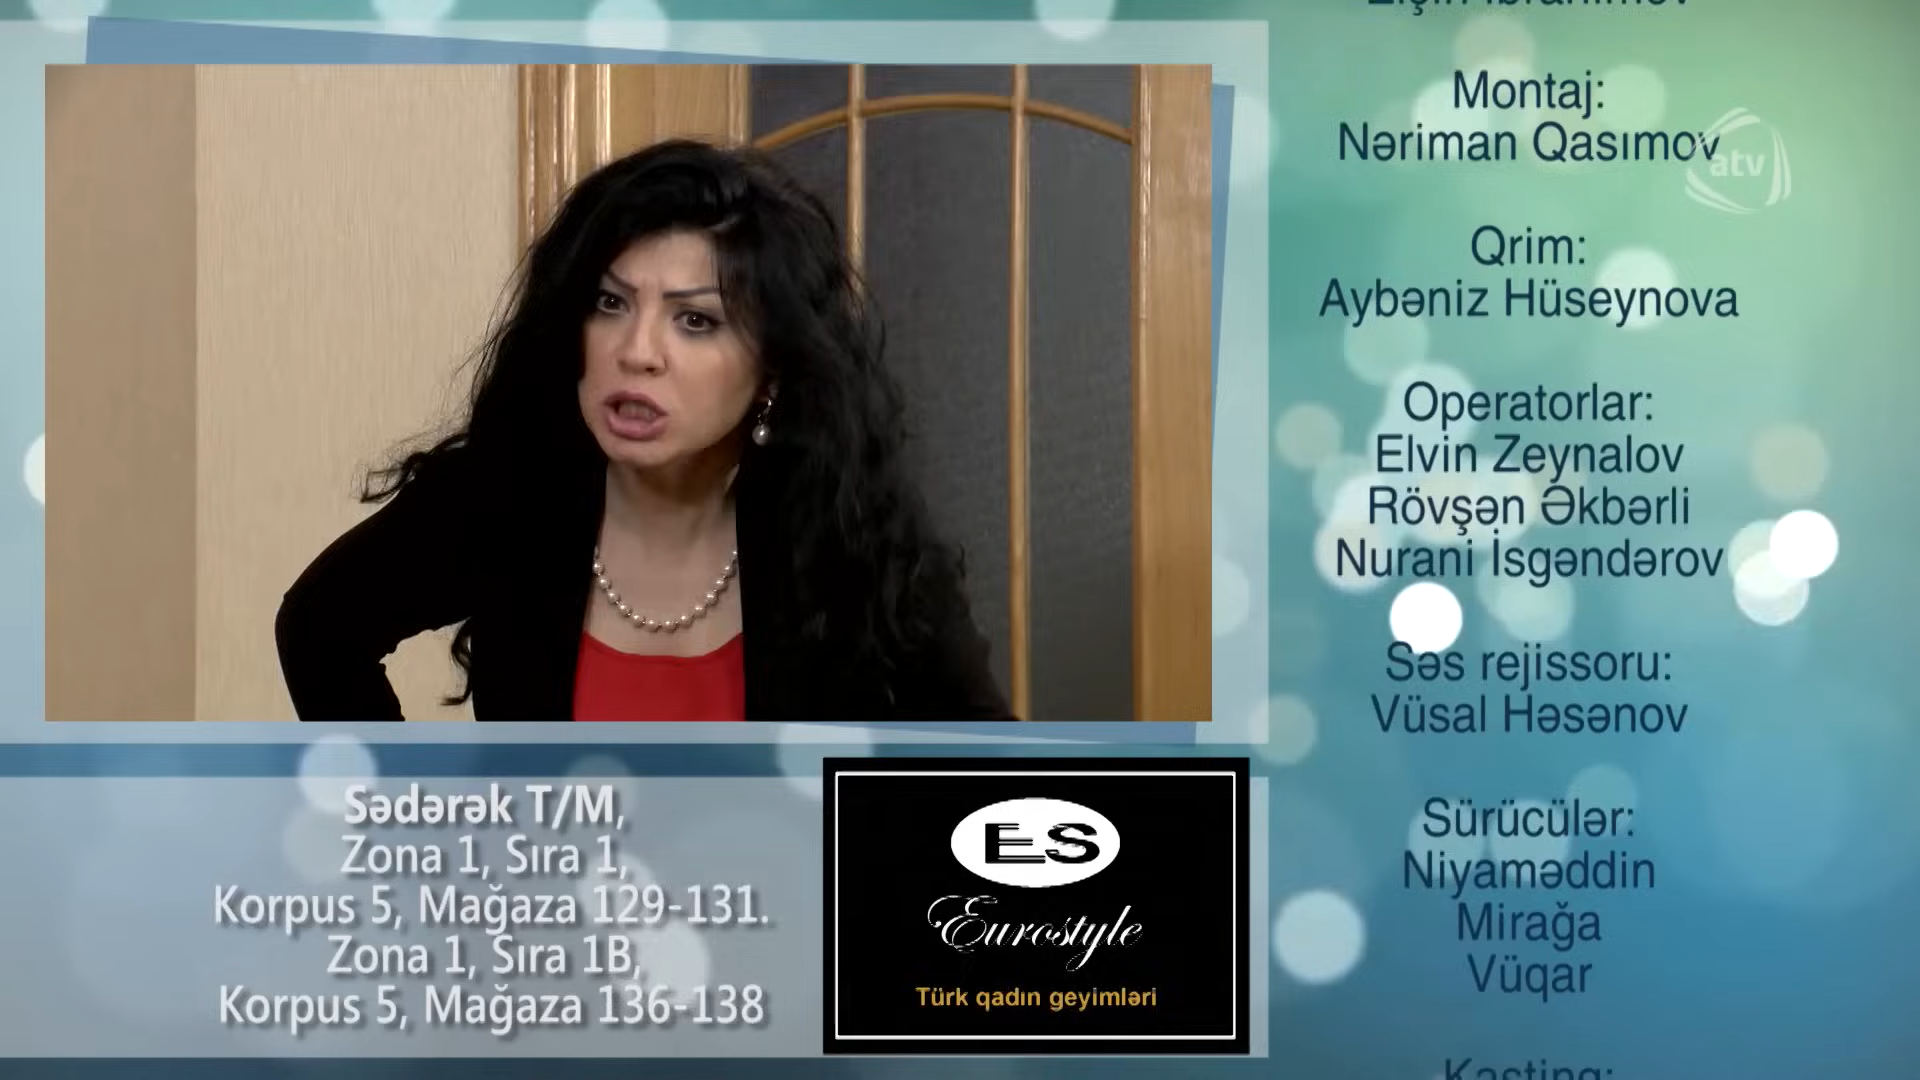 Montaj:
Nəriman Qasımov
atv
Qrim:
Aybəniz Hüseynova
Operatorlar:
Elvin Zeynalov
Rövşən Əkbərli
Nurani İsgəndərov
Səs rejissoru:
Vüsal Həsənov
Sürücülər:
Niyaməddin
Mirağa
Vüqar
Kasting:
Sədərək T/M,
Zona 1, Sıra 1,
Korpus 5, Mağaza 129-131.
Zona 1, Sıra 1B,
Korpus 5, Mağaza 136-138
ES
Eurostyle
Türk qadın geyimləri